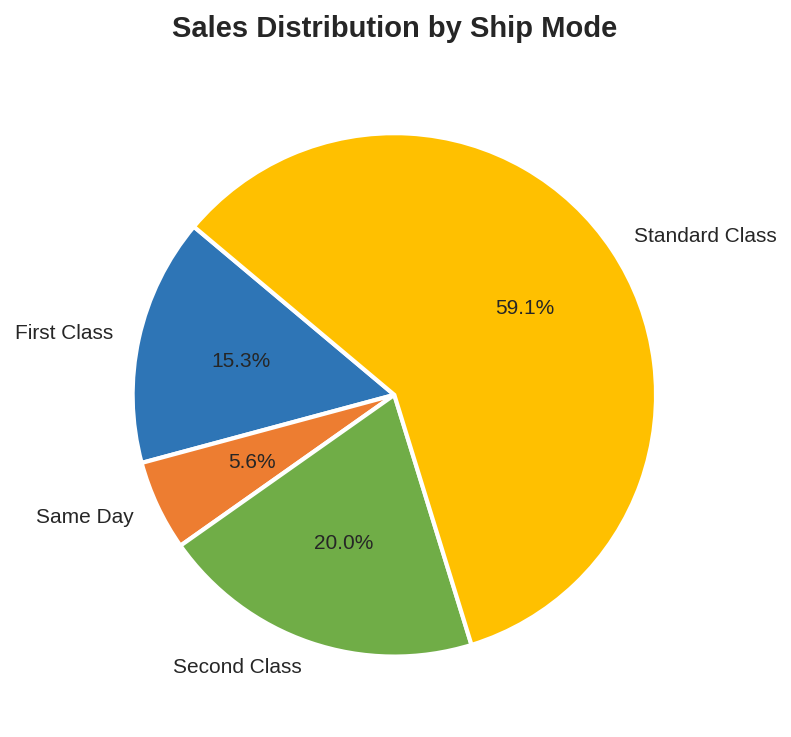 Sales Distribution by Ship Mode
Standard Class
59.1%
First Class
15.3%
5.6%
Same Day
20.0%
Second Class